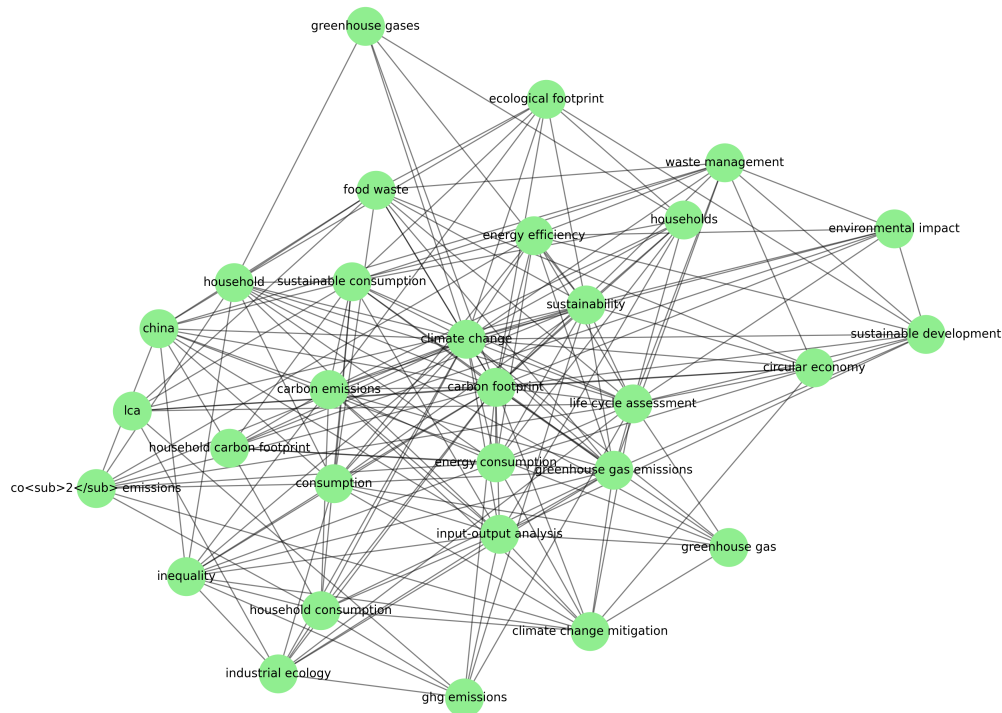 greenhouse gases
ecological footprint
waste management
food waste
households
environmental impact
energy efficiency
household
sustainable consumption
sustainability
china
climate change
sustainable development
circular economy
carbon emissions
carbon footprint
life cycle assessment
lca
household carbon footprint
energy consumption
greenhouse gas emissions
co<sub>2</sub> emissions
consumption
input-output analysis
greenhouse gas
inequality
household consumption
climate change mitigation
industrial ecology
ghg emissions